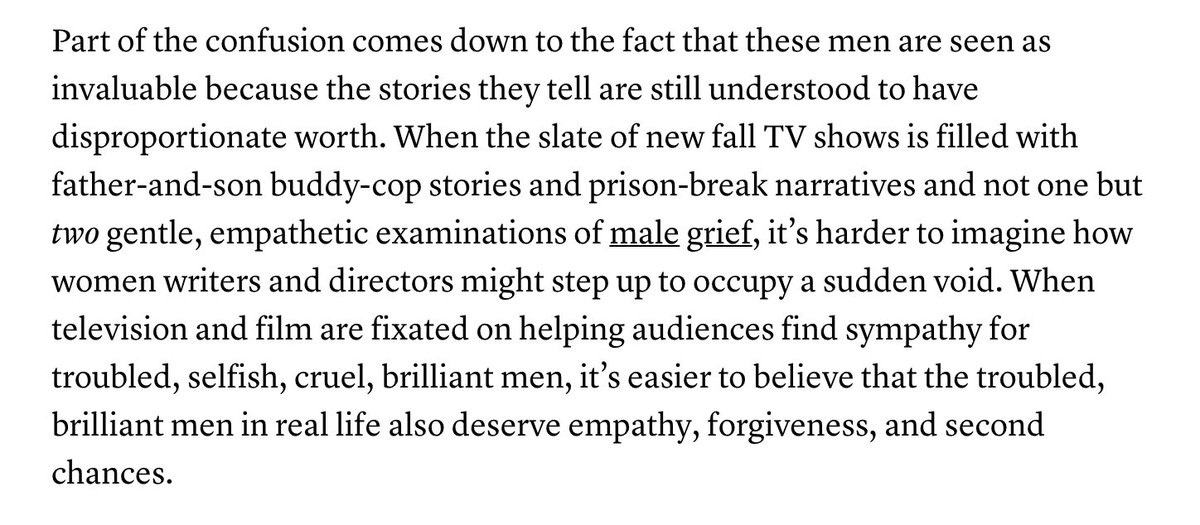 Part of the confusion comes down to the fact that these men are seen as
invaluable because the stories they tell are still understood to have
disproportionate worth. When the slate of new fall TV shows is filled with
father-and-son buddy-cop stories and prison-break narratives and not one but
two gentle, empathetic examinations of male grief, it’s harder to imagine how
women writers and directors might step up to occupy a sudden void. When
television and film are fixated on helping audiences find sympathy for
troubled, selfish, cruel, brilliant men, it’s easier to believe that the troubled,
brilliant men in real life also deserve empathy, forgiveness, and second
chances.